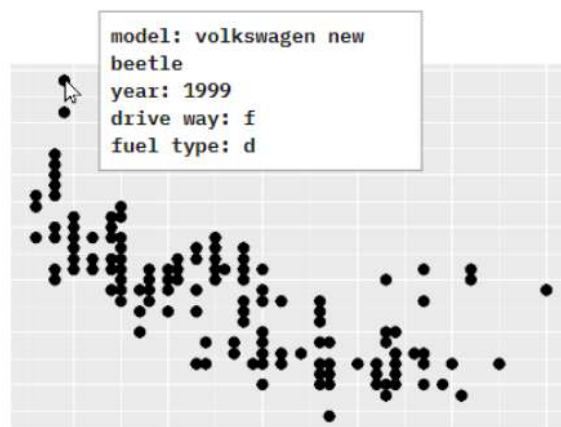 model: volkswagen new
beetle
year: 1999
drive way: f
fuel type: d